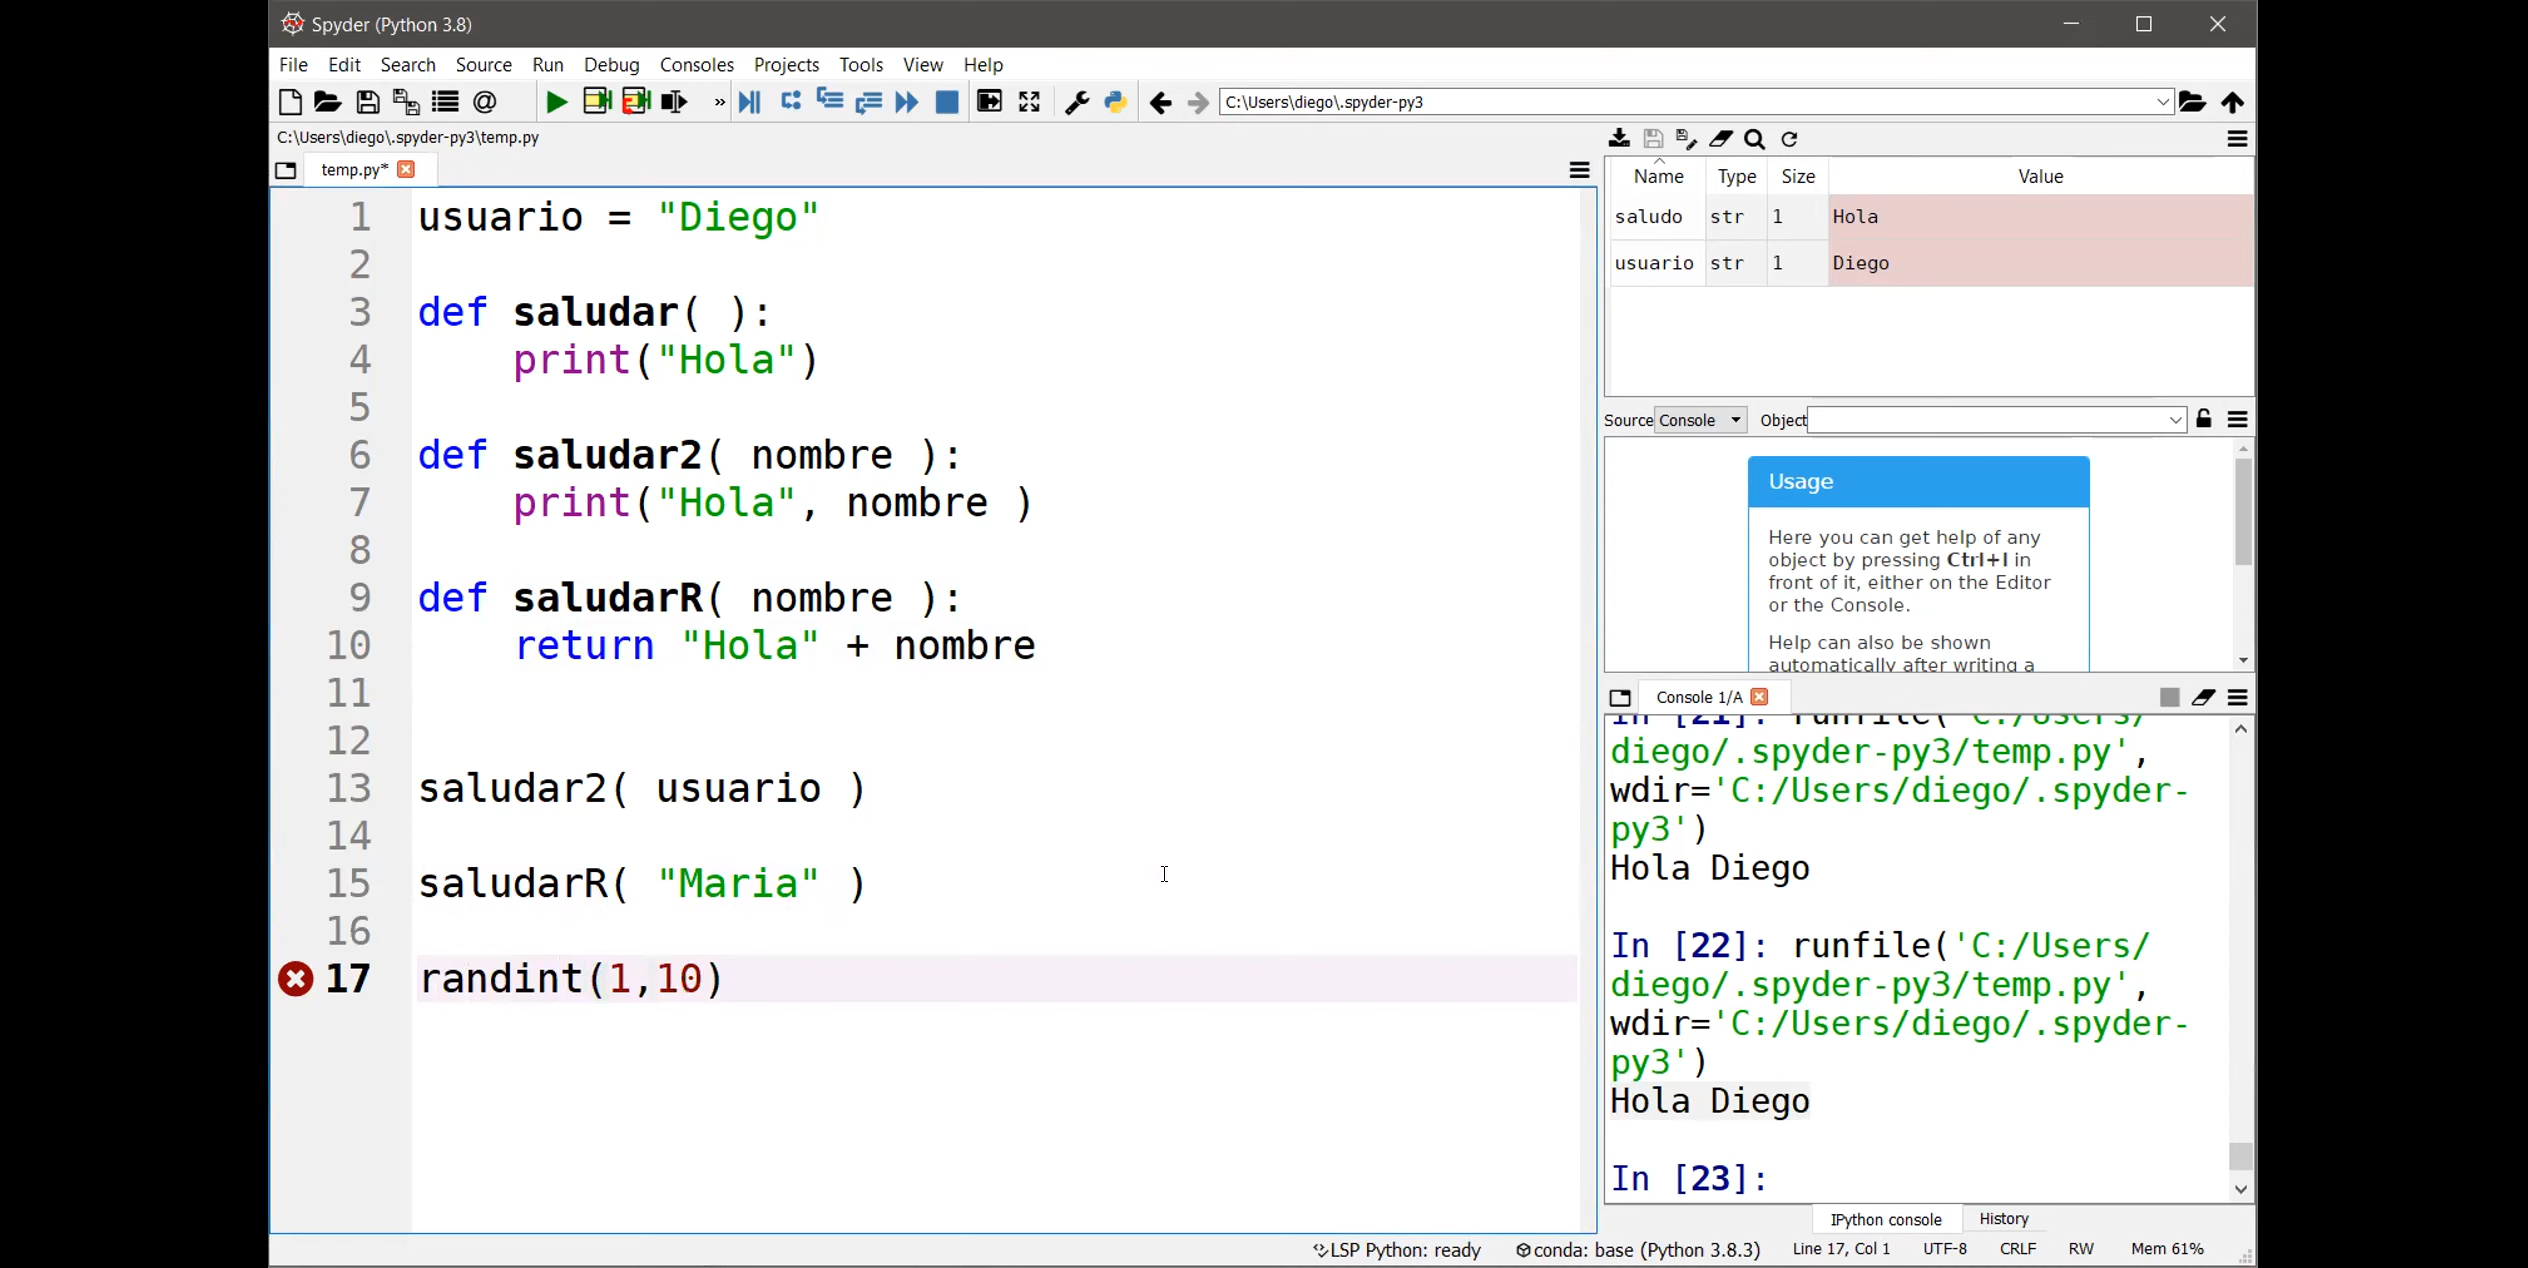 Spyder (Python 3.8)
File Edit Search Source Run Debug Consoles Projects Tools View Help
C:\Users\diego\.spyder-py3
C:\Users\diego\.spyder-py3\temp.py
temp.py*
1 usuario = "Diego"
2
3 def saludar( ):
4 print("Hola")
5
6 def saludar2( nombre ):
7 print("Hola", nombre )
8
9 def saludarR( nombre ):
10 return "Hola" + nombre
11
12
13 saludar2( usuario )
14
15 saludarR( "Maria" )
16
17 randint(1,10)
Name Type Size Value
saludo str 1 Hola
usuario str 1 Diego
Source Console Object
Usage
Here you can get help of any
object by pressing Ctrl+I in
front of it, either on the Editor
or the Console.
Help can also be shown
automatically after writing a
Console 1/A
In [21]: runfile('C:/Users/
diego/.spyder-py3/temp.py',
wdir='C:/Users/diego/.spyder-
py3')
Hola Diego
In [22]: runfile('C:/Users/
diego/.spyder-py3/temp.py',
wdir='C:/Users/diego/.spyder-
py3')
Hola Diego
In [23]:
IPython console History
LSP Python: ready conda: base (Python 3.8.3) Line 17, Col 1 UTF-8 CRLF RW Mem 61%